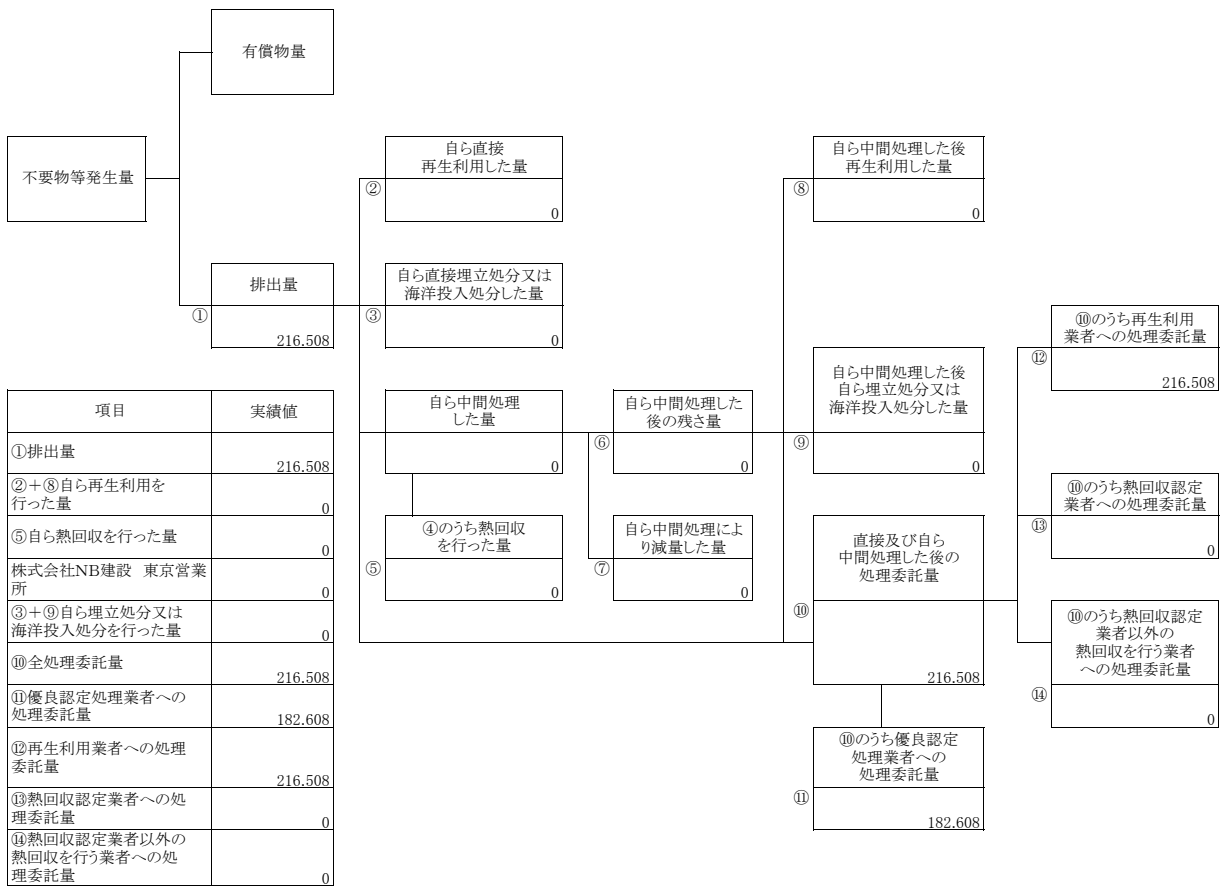 有償物量
不要物等発生量
自ら直接
再生利用した量
②
0
自ら中間処理した後
再生利用した量
⑧
0
排出量
①
216.508
自ら直接埋立処分又は
海洋投入処分した量
③
0
⑩のうち再生利用
業者への処理委託量
⑫
216.508
自ら中間処理
した量
0
自ら中間処理した
後の残さ量
⑥
0
自ら中間処理した後
自ら埋立処分又は
海洋投入処分した量
⑨
0
④のうち熱回収
を行った量
⑤
0
自ら中間処理によ
り減量した量
⑦
0
直接及び自ら
中間処理した後の
処理委託量
⑩
216.508
⑩のうち熱回収認定
業者への処理委託量
⑬
0
⑩のうち熱回収認定
業者以外の
熱回収を行う業者
への処理委託量
⑭
0
⑩のうち優良認定
処理業者への
処理委託量
⑪
182.608
項目 実績値
①排出量
216.508
②+⑧自ら再生利用を
行った量
0
⑤自ら熱回収を行った量
0
株式会社NB建設 東京営業
所
0
③+⑨自ら埋立処分又は
海洋投入処分を行った量
0
⑩全処理委託量
216.508
⑪優良認定処理業者への
処理委託量
182.608
⑫再生利用業者への処理
委託量
216.508
⑬熱回収認定業者への処
理委託量
0
⑭熱回収認定業者以外の
熱回収を行う業者への処
理委託量
0